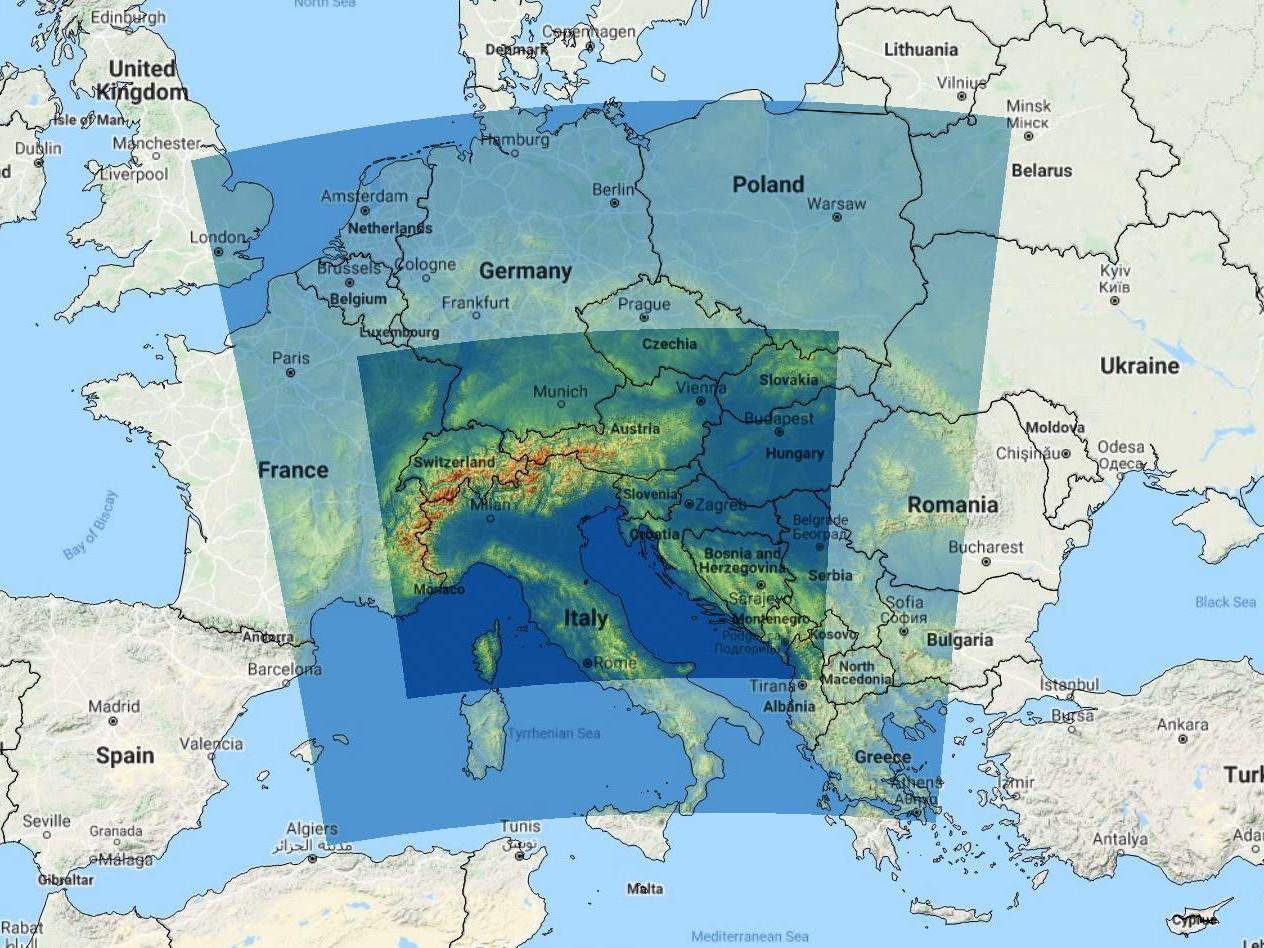 North Sea
Edinburgh
Copenhagen
Denmark
Lithuania
United
Kingdom
Vilnius
Isle of Man
Minsk
Мінск
Dublin
Manchester
Hamburg
Liverpool
Belarus
Amsterdam
Berlin
Poland
Warsaw
Netherlands
London
Brussels
Cologne
Germany
Kyiv
Київ
Belgium
Frankfurt
Prague
Luxembourg
Czechia
Paris
Ukraine
Munich
Vienna
Slovakia
Budapest
Austria
Moldova
Hungary
Chișinău
Odesa
Одеса
France
Switzerland
Slovenia
Zagreb
Milan
Romania
Bay of Biscay
Croatia
Belgrade
Београд
Bosnia and
Herzegovina
Bucharest
Serbia
Monaco
Sarajevo
Italy
Montenegro
Sofia
София
Black Sea
Andorra
Подгорица
Kosovo
Bulgaria
Barcelona
Rome
North
Macedonia
Tirana
İstanbul
Madrid
Albania
Bursa
Ankara
Spain
Valencia
Tyrrhenian Sea
Greece
Athens
Αθήνα
İzmir
Seville
Granada
Algiers
مدينة الجزائر
Tunis
تونس
Antalya
Málaga
Gibraltar
Malta
Cyprus
Rabat
Mediterranean Sea